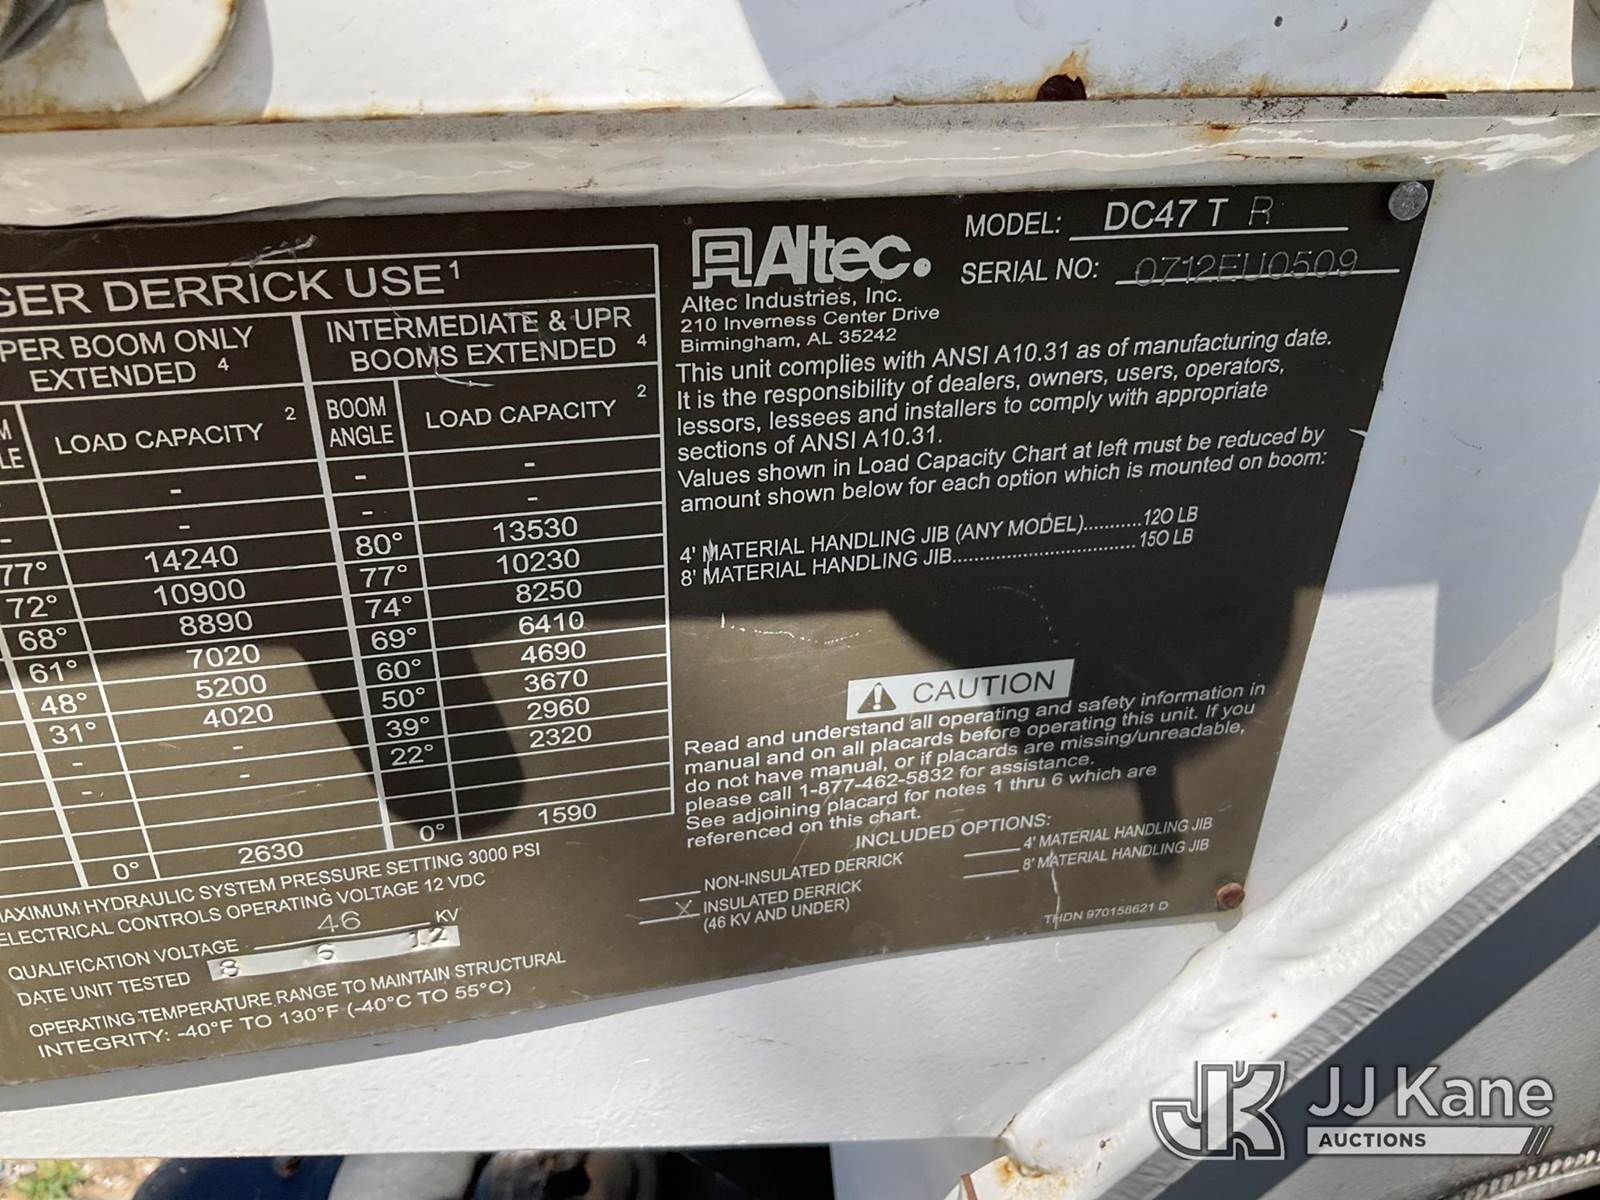 GER DERRICK USE1
PER BOOM ONLY
EXTENDED 4
INTERMEDIATE & UPR
BOOMS EXTENDED 4
LOAD CAPACITY 2
BOOM
ANGLE
LOAD CAPACITY 2
- - -
- - - -
77° 14240 80° 13530
72° 10900 77° 10230
68° 8890 74° 8250
61° 7020 69° 6410
48° 5200 60° 4690
31° 4020 50° 3670
- - 39° 2960
- - 22° 2320
0° 2630 0° 1590
MAXIMUM HYDRAULIC SYSTEM PRESSURE SETTING 3000 PSI
ELECTRICAL CONTROLS OPERATING VOLTAGE 12 VDC
QUALIFICATION VOLTAGE 46 KV
DATE UNIT TESTED 8 6 12
OPERATING TEMPERATURE RANGE TO MAINTAIN STRUCTURAL
INTEGRITY: -40°F TO 130°F (-40°C TO 55°C)
Altec.
MODEL: DC47 T R
SERIAL NO: 0712EU0509
Altec Industries, Inc.
210 Inverness Center Drive
Birmingham, AL 35242
This unit complies with ANSI A10.31 as of manufacturing date.
It is the responsibility of dealers, owners, users, operators,
lessors, lessees and installers to comply with appropriate
sections of ANSI A10.31.
Values shown in Load Capacity Chart at left must be reduced by
amount shown below for each option which is mounted on boom:
4' MATERIAL HANDLING JIB (ANY MODEL)...........120 LB
8' MATERIAL HANDLING JIB..................................150 LB
CAUTION
Read and understand all operating and safety information in
manual and on all placards before operating this unit. If you
do not have manual, or if placards are missing/unreadable,
please call 1-877-462-5832 for assistance.
See adjoining placard for notes 1 thru 6 which are
referenced on this chart.
INCLUDED OPTIONS:
NON-INSULATED DERRICK
X INSULATED DERRICK
(46 KV AND UNDER)
4' MATERIAL HANDLING JIB
8' MATERIAL HANDLING JIB
THDN 970158621 D
JK JJ Kane
AUCTIONS